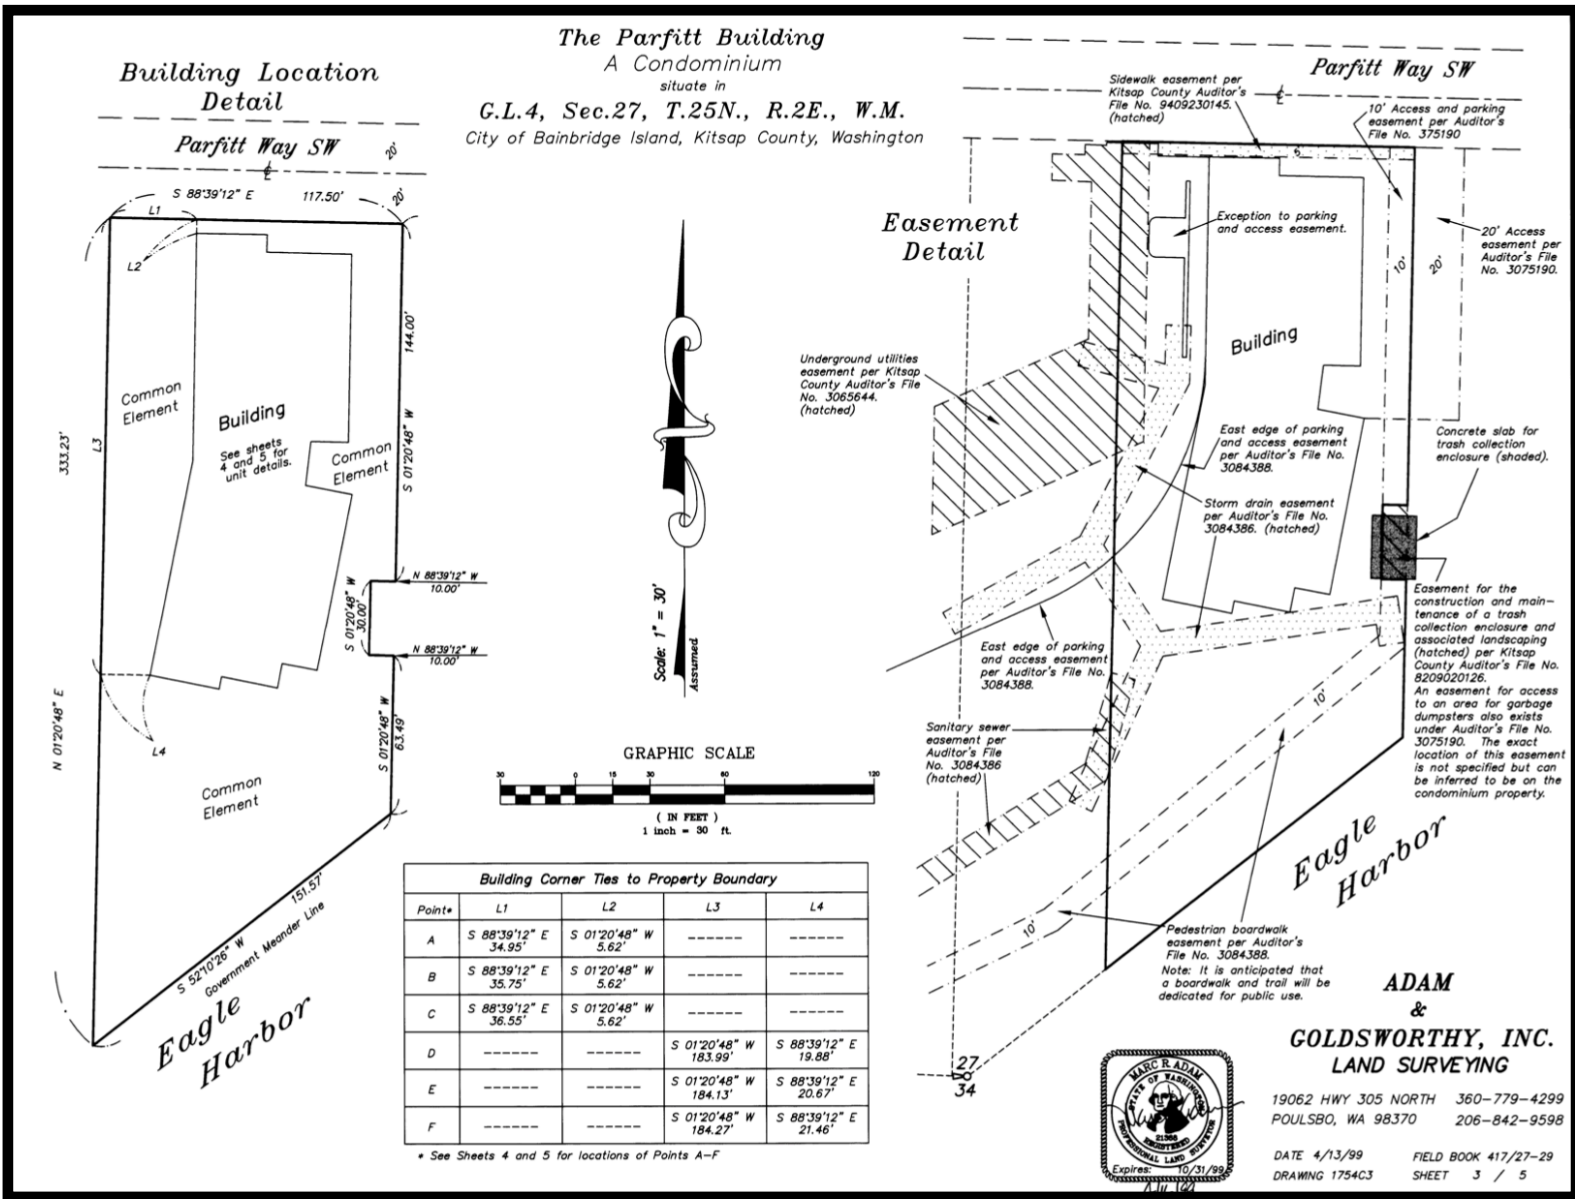 The Parfitt Building
A Condominium
situate in
G.L.4, Sec.27, T.25N., R.2E., W.M.
City of Bainbridge Island, Kitsap County, Washington
Building Location
Detail
Parfitt Way SW
℄
20'
20'
S 88°39'12" E
117.50'
L1
L2
L3
L4
333.23'
N 01°20'48" E
144.00'
S 01°20'48" W
Common
Element
Building
See sheets
4 and 5 for
unit details.
Common
Element
N 88°39'12" W
10.00'
S 01°20'48" W
30.00'
N 88°39'12" W
10.00'
S 01°20'48" W
63.49'
Common
Element
151.57'
S 52°10'26" W
Government Meander Line
Eagle
Harbor
Scale: 1" = 30'
Assumed
GRAPHIC SCALE
30 0 15 30 60 120
( IN FEET )
1 inch = 30 ft.
Building Corner Ties to Property Boundary
Point* L1 L2 L3 L4
A S 88°39'12" E 34.95' S 01°20'48" W 5.62' ------ ------
B S 88°39'12" E 35.75' S 01°20'48" W 5.62' ------ ------
C S 88°39'12" E 36.55' S 01°20'48" W 5.62' ------ ------
D ------ ------ S 01°20'48" W 183.99' S 88°39'12" E 19.88'
E ------ ------ S 01°20'48" W 184.13' S 88°39'12" E 20.67'
F ------ ------ S 01°20'48" W 184.27' S 88°39'12" E 21.46'
* See Sheets 4 and 5 for locations of Points A-F
Easement
Detail
Parfitt Way SW
℄
Sidewalk easement per
Kitsap County Auditor's
File No. 9409230145.
(hatched)
10' Access and parking
easement per Auditor's
File No. 375190
5'
Exception to parking
and access easement.
20' Access
easement per
Auditor's File
No. 3075190.
10'
20'
Building
Underground utilities
easement per Kitsap
County Auditor's File
No. 3065644.
(hatched)
East edge of parking
and access easement
per Auditor's File No.
3084388.
Concrete slab for
trash collection
enclosure (shaded).
Storm drain easement
per Auditor's File No.
3084386. (hatched)
Easement for the
construction and main-
tenance of a trash
collection enclosure and
associated landscaping
(hatched) per Kitsap
County Auditor's File No.
8209020126.
An easement for access
to an area for garbage
dumpsters also exists
under Auditor's File No.
3075190. The exact
location of this easement
is not specified but can
be inferred to be on the
condominium property.
East edge of parking
and access easement
per Auditor's File No.
3084388.
Sanitary sewer
easement per
Auditor's File
No. 3084386
(hatched)
10'
10'
Eagle
Harbor
Pedestrian boardwalk
easement per Auditor's
File No. 3084388.
Note: It is anticipated that
a boardwalk and trail will be
dedicated for public use.
27
34
MARC R. ADAM
STATE OF WASHINGTON
21368
REGISTERED
PROFESSIONAL LAND SURVEYOR
Expires: 10/31/99
ADAM
&
GOLDSWORTHY, INC.
LAND SURVEYING
19062 HWY 305 NORTH 360-779-4299
POULSBO, WA 98370 206-842-9598
DATE 4/13/99 FIELD BOOK 417/27-29
DRAWING 1754C3 SHEET 3 / 5